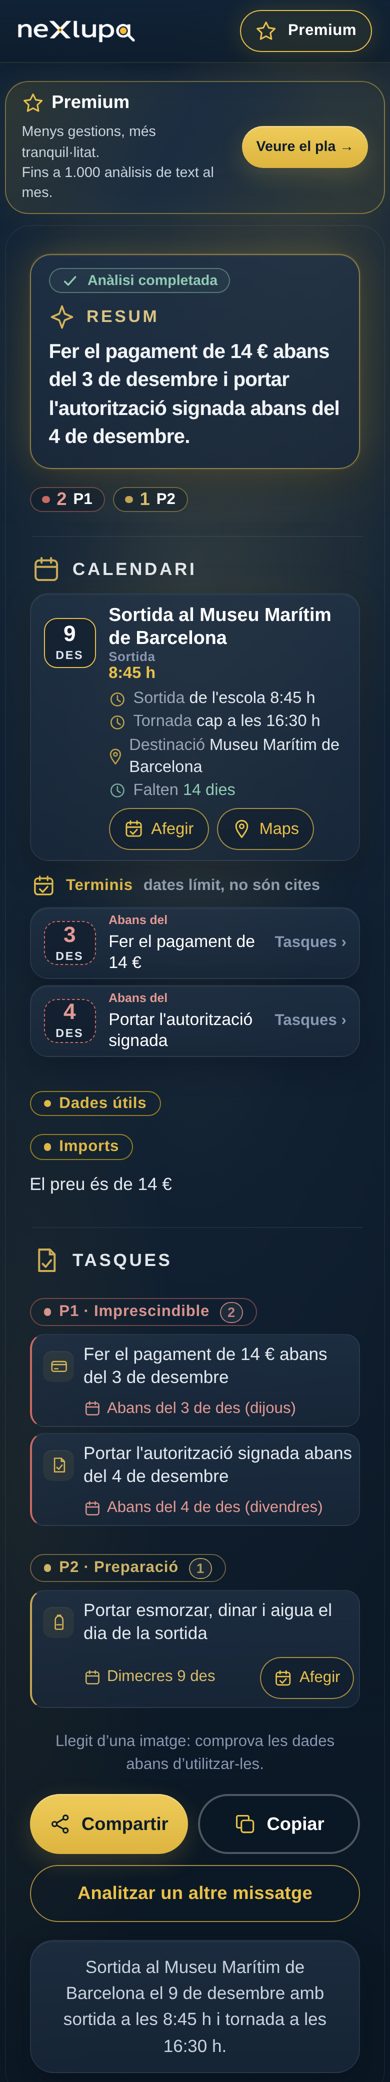 neXlupa
Premium
Premium
Menys gestions, més
tranquil·litat.
Fins a 1.000 anàlisis de text al
mes.
Veure el pla →
Anàlisi completada
RESUM
Fer el pagament de 14 € abans
del 3 de desembre i portar
l'autorització signada abans del
4 de desembre.
2 P1
1 P2
CALENDARI
9
DES
Sortida al Museu Marítim
de Barcelona
Sortida
8:45 h
Sortida de l'escola 8:45 h
Tornada cap a les 16:30 h
Destinació Museu Marítim de
Barcelona
Falten 14 dies
Afegir
Maps
Terminis dates límit, no són cites
3
DES
Abans del
Fer el pagament de
14 €
Tasques ›
4
DES
Abans del
Portar l'autorització
signada
Tasques ›
Dades útils
Imports
El preu és de 14 €
TASQUES
P1 · Imprescindible 2
Fer el pagament de 14 € abans
del 3 de desembre
Abans del 3 de des (dijous)
Portar l'autorització signada abans
del 4 de desembre
Abans del 4 de des (divendres)
P2 · Preparació 1
Portar esmorzar, dinar i aigua el
dia de la sortida
Dimecres 9 des
Afegir
Llegit d’una imatge: comprova les dades
abans d’utilitzar-les.
Compartir
Copiar
Analitzar un altre missatge
Sortida al Museu Marítim de
Barcelona el 9 de desembre amb
sortida a les 8:45 h i tornada a les
16:30 h.